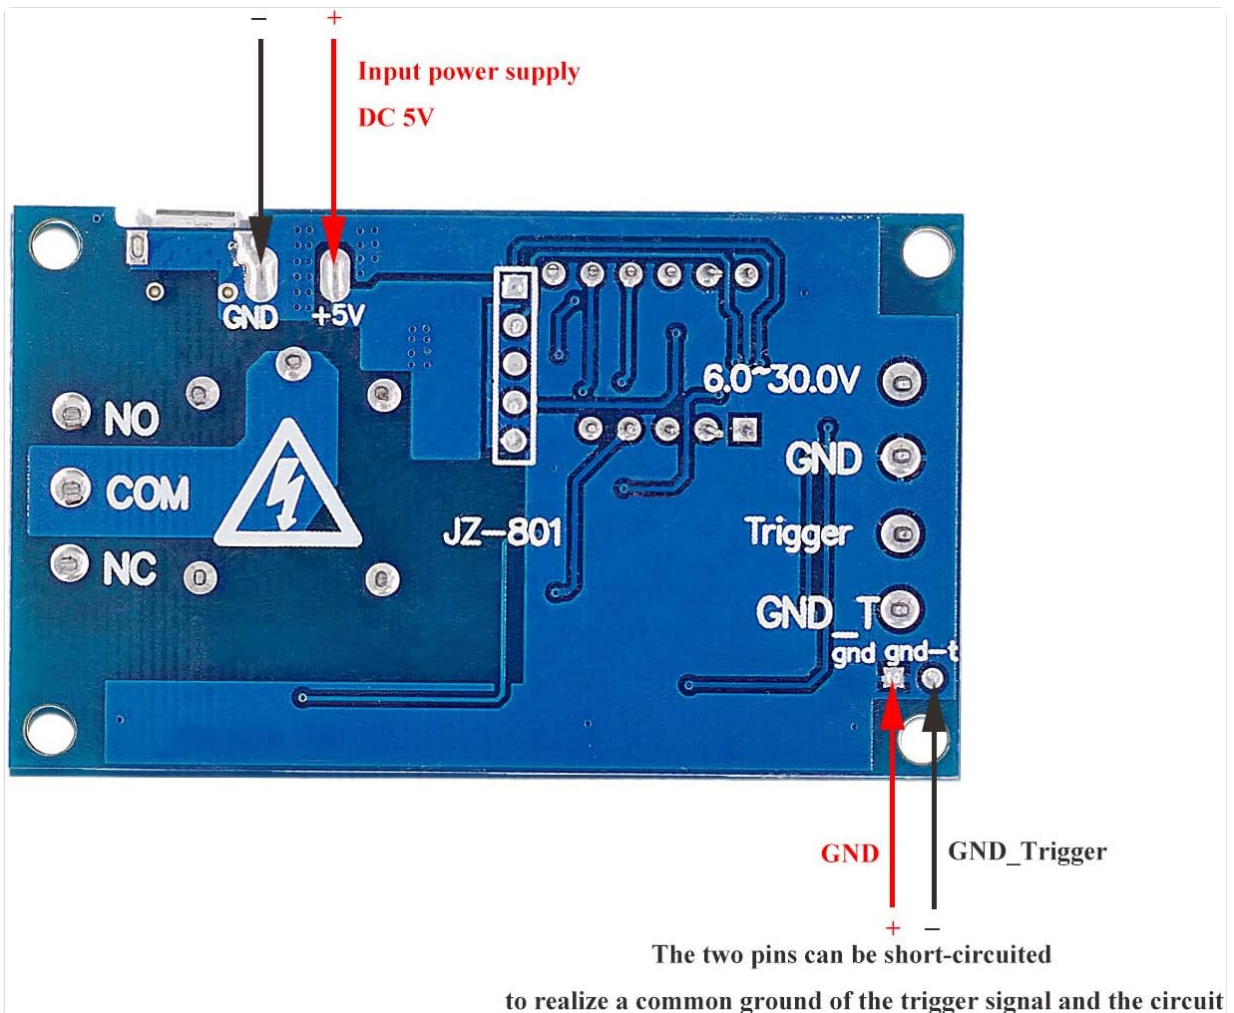 − +
Input power supply
DC 5V
GND +5V
6.0~30.0V
NO
GND
COM
JZ-801
Trigger
NC
GND_T
gnd gnd-t
GND
GND_Trigger
+ −
The two pins can be short-circuited
to realize a common ground of the trigger signal and the circuit